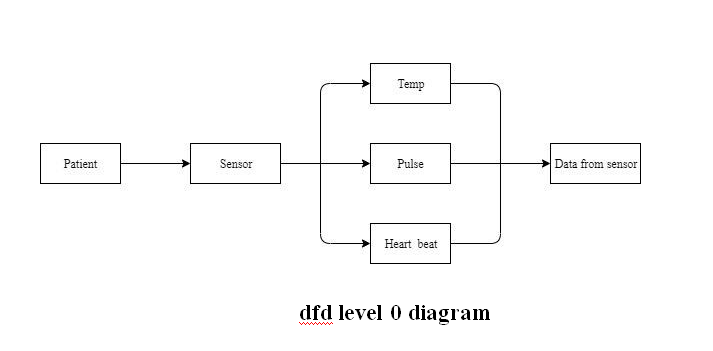 Temp
Patient
Sensor
Pulse
Data from sensor
Heart beat
dfd level 0 diagram